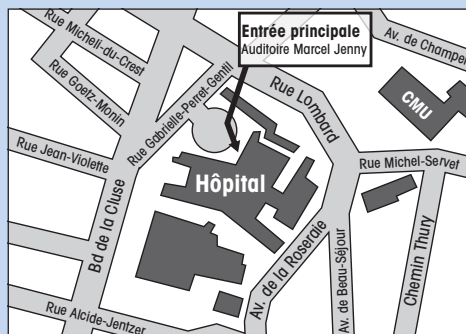 Entrée principale
Auditoire Marcel Jenny
Rue Micheli-du-Crest
Av. de Champel
Rue Goetz-Monin
Rue Gabrielle-Perret-Gentil
Rue Lombard
CMU
Rue Jean-Violette
Rue Michel-Servet
Hôpital
Bd de la Cluse
Av. de la Roseraie
Av. de Beau-Séjour
Chemin Thury
Rue Alcide-Jentzer